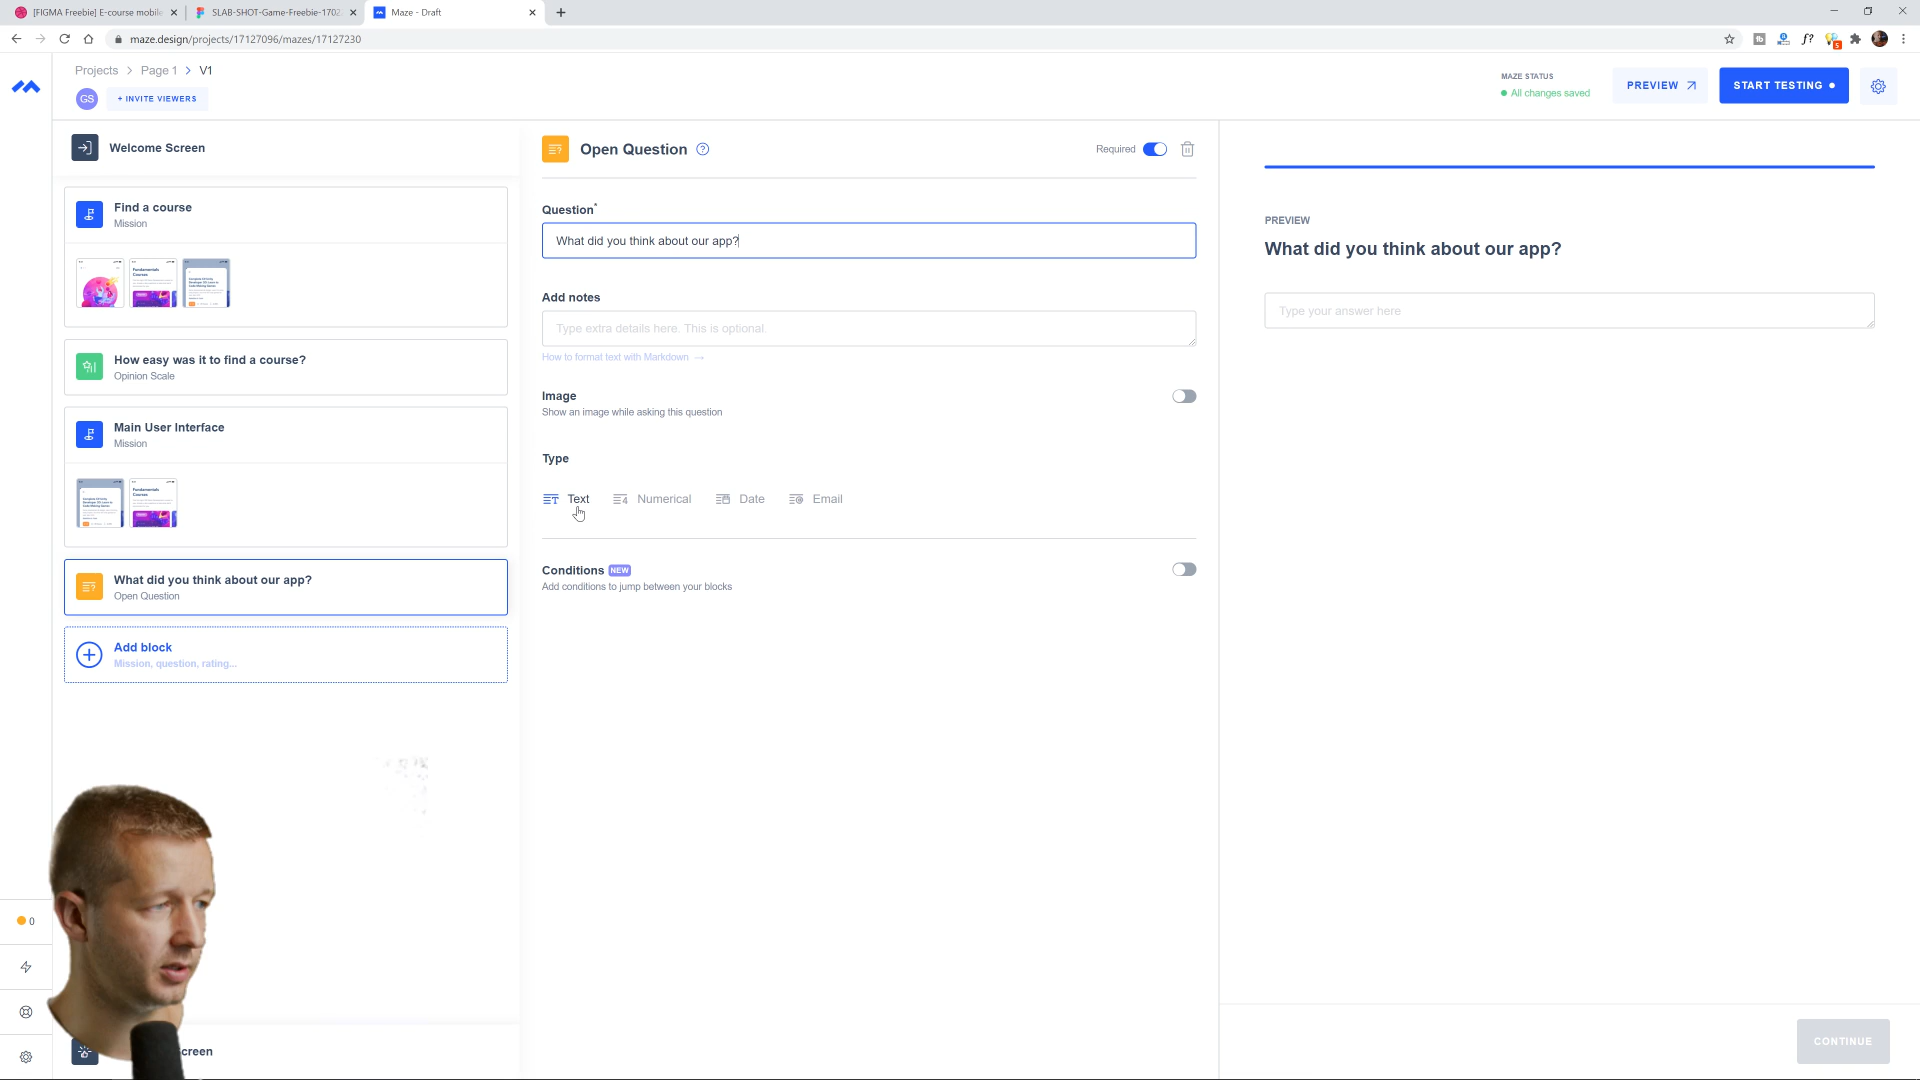 [FIGMA Freebie] E-course mobile
SLAB-SHOT-Game-Freebie-1702
Maze - Draft
maze.design/projects/17127096/mazes/17127230
Projects > Page 1 > V1
GS
+ INVITE VIEWERS
MAZE STATUS
All changes saved
PREVIEW
START TESTING
Welcome Screen
Find a course
Mission
Fundamentals
Courses
How easy was it to find a course?
Opinion Scale
Main User Interface
Mission
Fundamentals
Courses
What did you think about our app?
Open Question
Add block
Mission, question, rating...
creen
0
Open Question
Required
Question*
What did you think about our app?
Add notes
Type extra details here. This is optional.
How to format text with Markdown →
Image
Show an image while asking this question
Type
Text
Numerical
Date
Email
Conditions NEW
Add conditions to jump between your blocks
PREVIEW
What did you think about our app?
Type your answer here
CONTINUE